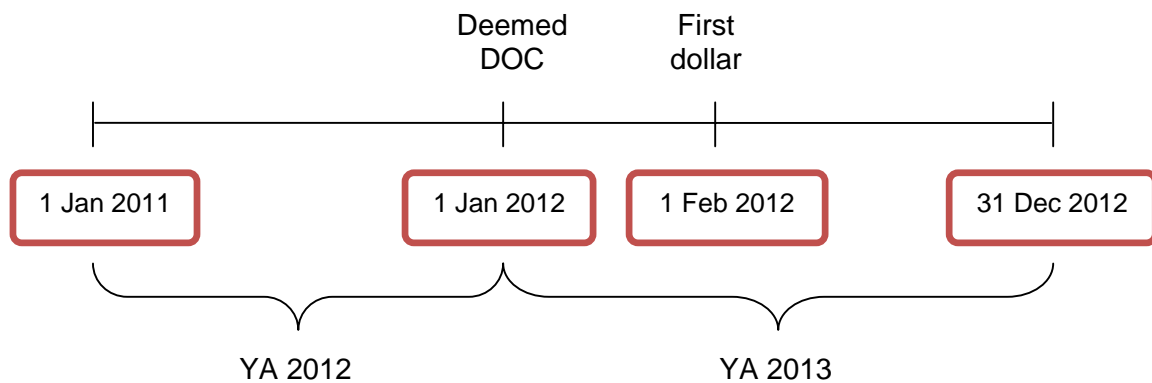 Deemed
DOC
First
dollar
1 Jan 2011
1 Jan 2012
1 Feb 2012
31 Dec 2012
YA 2012
YA 2013